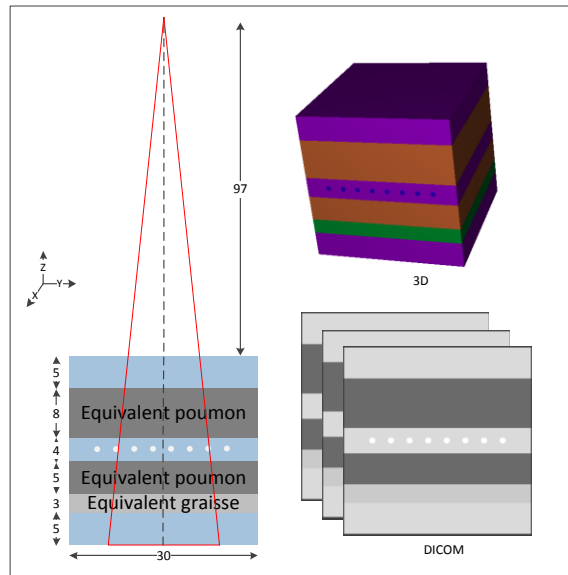 97
3D
Z
Y
X
5
8
Equivalent poumon
4
5
Equivalent poumon
3
Equivalent graisse
5
30
DICOM